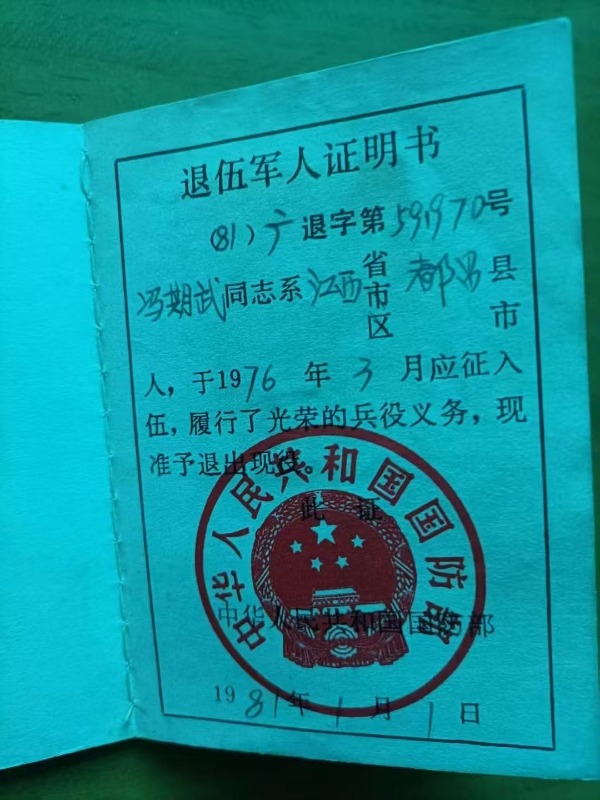 退伍军人证明书
(81)广退字第591970号
冯期武同志系江西省市区都昌县市
人，于1976年3月应征入
伍，履行了光荣的兵役义务，现
准予退出现役。
此证
中华人民共和国国防部
中华人民共和国国防部
1981年1月1日